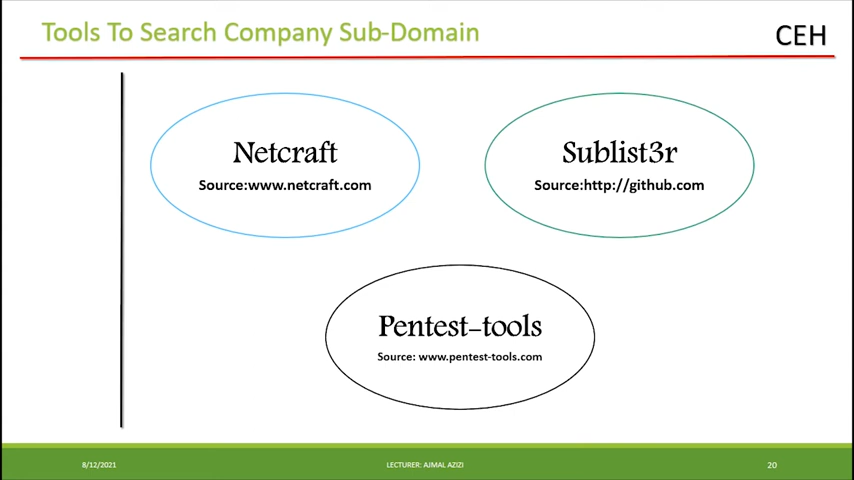 Tools To Search Company Sub-Domain
CEH
Netcraft
Source:www.netcraft.com
Sublist3r
Source:http://github.com
Pentest-tools
Source: www.pentest-tools.com
8/12/2021
LECTURER: AJMAL AZIZI
20